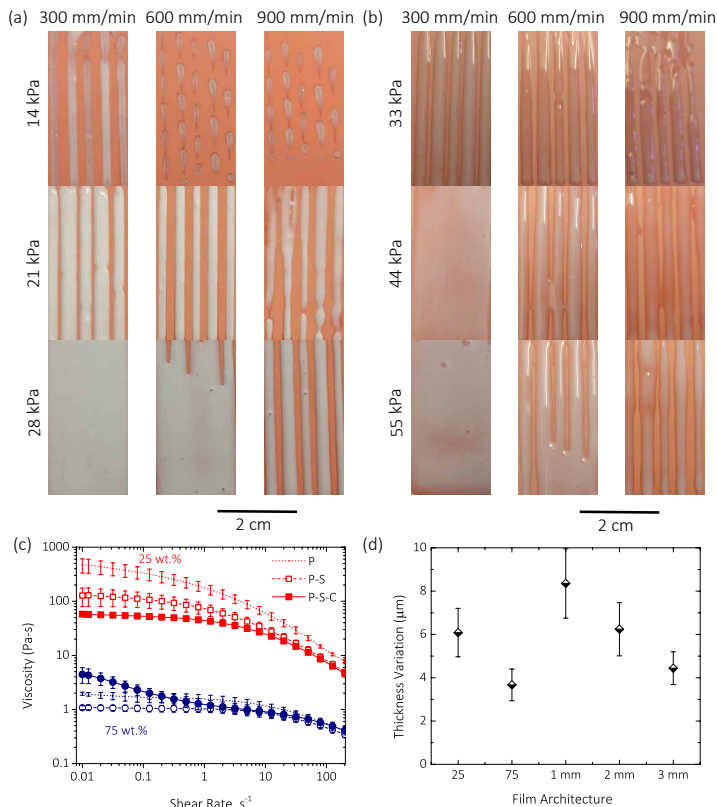 (a) 300 mm/min 600 mm/min 900 mm/min
14 kPa
21 kPa
28 kPa
2 cm
(b) 300 mm/min 600 mm/min 900 mm/min
33 kPa
44 kPa
55 kPa
2 cm
(c)
25 wt.%
P
P-S
P-S-C
75 wt.%
1000
100
10
1
0.1
Viscosity (Pa-s)
0.01 0.1 1 10 100
Shear Rate, s⁻¹
(d)
10
8
6
4
2
0
Thickness Variation (μm)
25 75 1 mm 2 mm 3 mm
Film Architecture